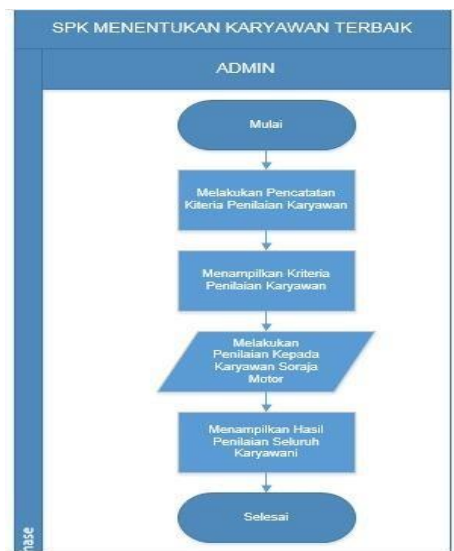 SPK MENENTUKAN KARYAWAN TERBAIK
ADMIN
Mulai
Melakukan Pencatatan
Kiteria Penilaian Karyawan
Menampilkan Kriteria
Penilaian Karyawan
Melakukan
Penilaian Kepada
Karyawan Soraja
Motor
Menampilkan Hasil
Penilaian Seluruh
Karyawani
Selesai